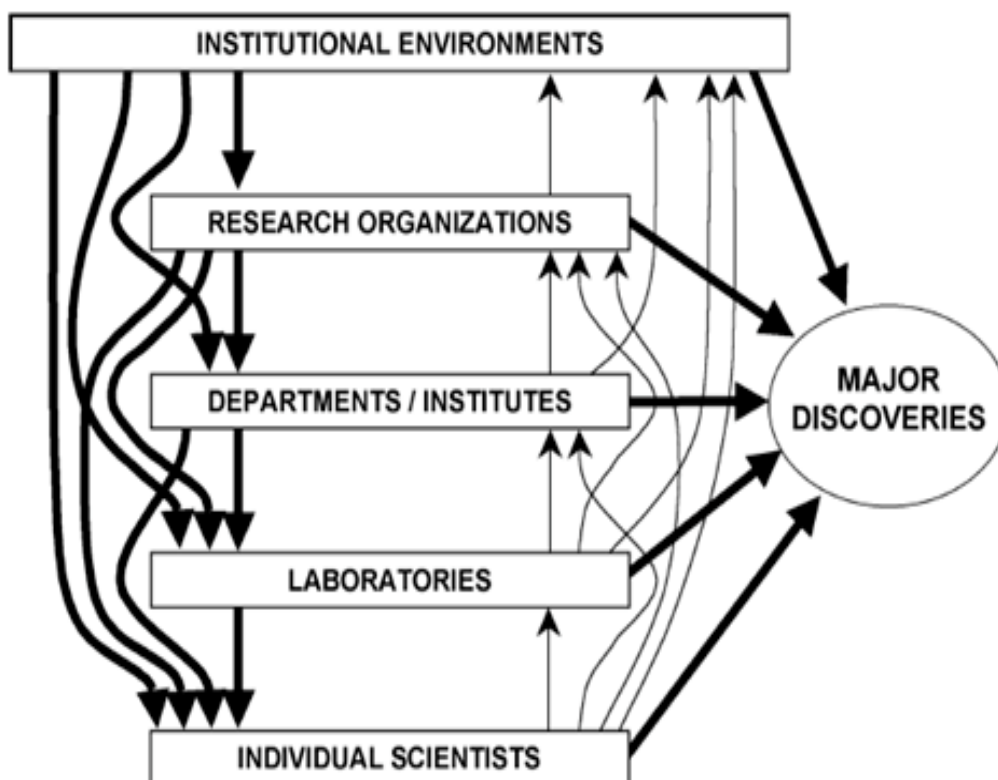 INSTITUTIONAL ENVIRONMENTS
RESEARCH ORGANIZATIONS
DEPARTMENTS / INSTITUTES
MAJOR
DISCOVERIES
LABORATORIES
INDIVIDUAL SCIENTISTS